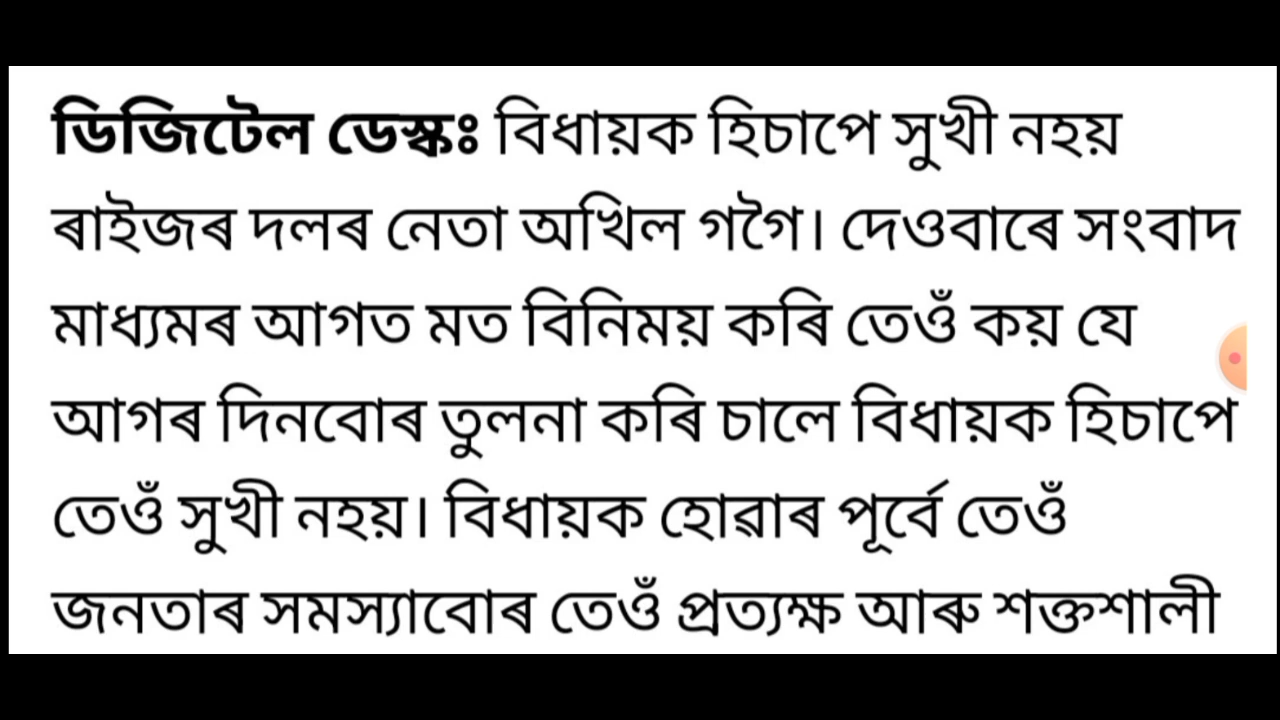 ডিজিটেল ডেস্কঃ বিধায়ক হিচাপে সুখী নহয়
ৰাইজৰ দলৰ নেতা অখিল গগৈ। দেওবাৰে সংবাদ
মাধ্যমৰ আগত মত বিনিময় কৰি তেওঁ কয় যে
আগৰ দিনবোৰ তুলনা কৰি চালে বিধায়ক হিচাপে
তেওঁ সুখী নহয়। বিধায়ক হোৱাৰ পূৰ্বে তেওঁ
জনতাৰ সমস্যাবোৰ তেওঁ প্ৰত্যক্ষ আৰু শক্তশালী